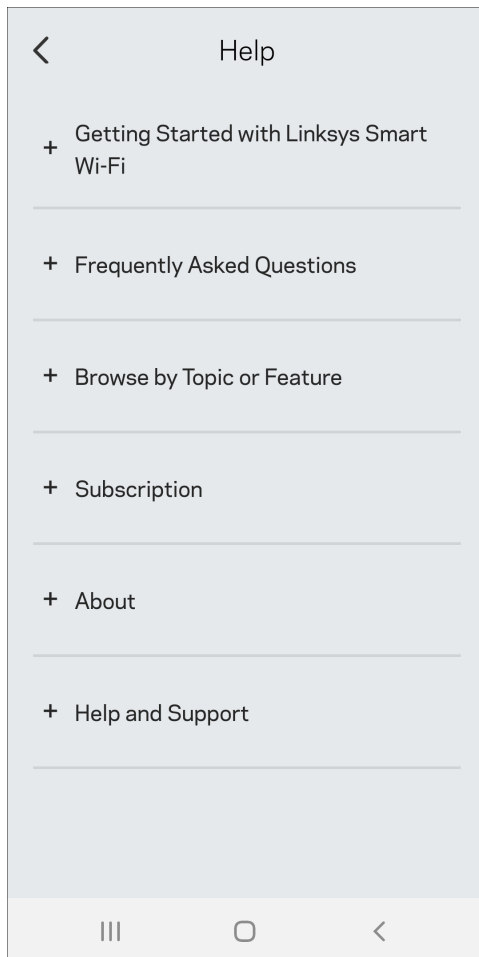 Help
+ Getting Started with Linksys Smart
Wi-Fi
+ Frequently Asked Questions
+ Browse by Topic or Feature
+ Subscription
+ About
+ Help and Support